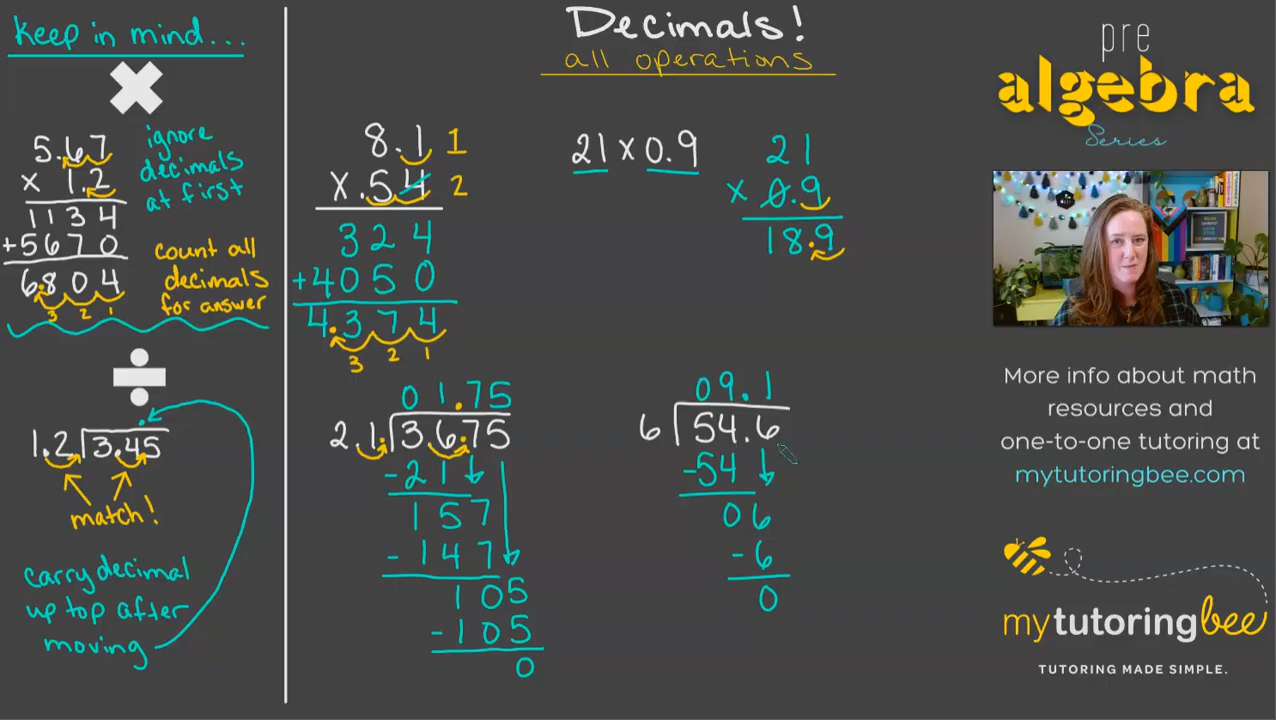 Keep in mind...
×
5.67
× 1.2
1134
+5670
6.804
3 2 1
ignore
decimals
at first
count all
decimals
for answer
÷
1.2 3.45
match!
carry decimal
up top after
moving
Decimals!
all operations
8.1 1
×.54 2
324
+4050
4.374
3 2 1
21 × 0.9
21
× 0.9
18.9
01.75
2.1. 3.6.75
-21
157
-147
105
-105
0
09.1
6 54.6
-54
06
-6
0
pre
algebra
Series
More info about math
resources and
one-to-one tutoring at
mytutoringbee.com
mytutoringbee
TUTORING MADE SIMPLE.